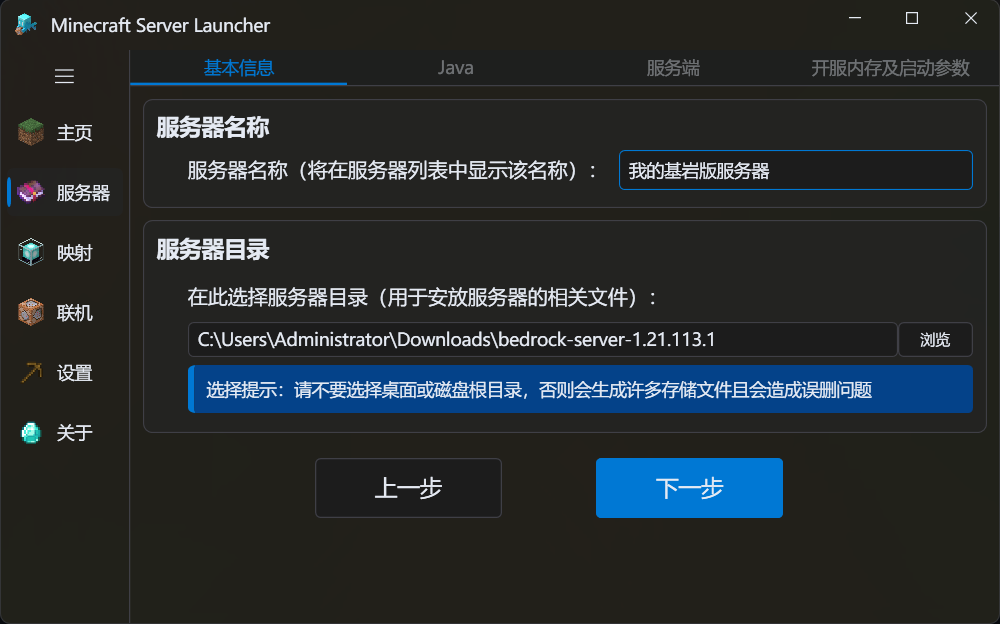 Minecraft Server Launcher
基本信息 Java 服务端 开服内存及启动参数
主页
服务器
映射
联机
设置
关于
服务器名称
服务器名称（将在服务器列表中显示该名称）： 我的基岩版服务器
服务器目录
在此选择服务器目录（用于安放服务器的相关文件）：
C:\Users\Administrator\Downloads\bedrock-server-1.21.113.1 浏览
选择提示：请不要选择桌面或磁盘根目录，否则会生成许多存储文件且会造成误删问题
上一步 下一步